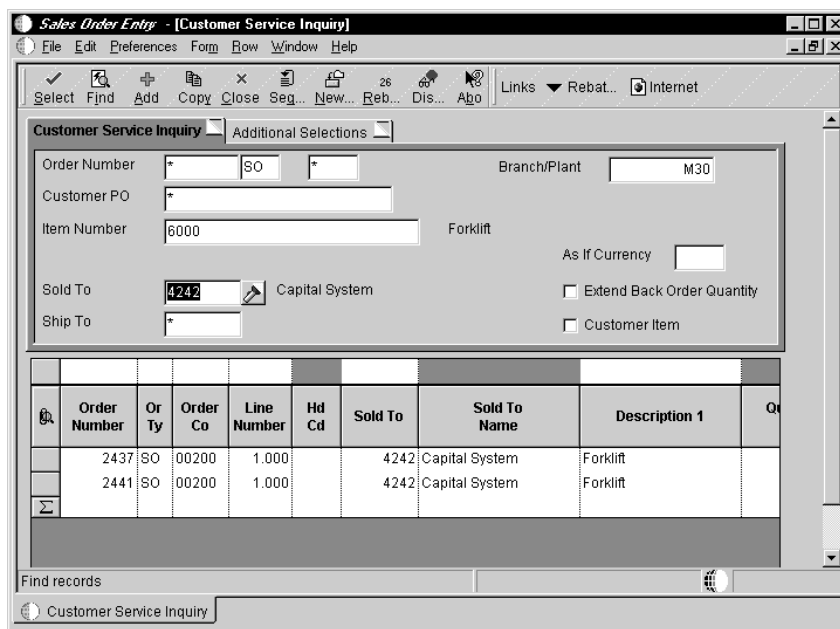 Sales Order Entry - [Customer Service Inquiry]
File Edit Preferences Form Row Window Help
Select Find Add Copy Close Seq... New... Reb... Dis... Abo Links Rebat... Internet
26
Customer Service Inquiry Additional Selections
Order Number * SO * Branch/Plant M30
Customer PO *
Item Number 6000 Forklift
As If Currency
Sold To 4242 Capital System Extend Back Order Quantity
Ship To * Customer Item
Order Number Or Ty Order Co Line Number Hd Cd Sold To Sold To Name Description 1
2437 SO 00200 1.000 4242 Capital System Forklift
2441 SO 00200 1.000 4242 Capital System Forklift
Σ
Find records
Customer Service Inquiry